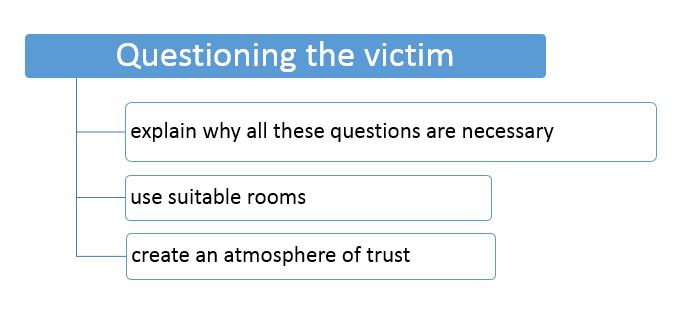 Questioning the victim
explain why all these questions are necessary
use suitable rooms
create an atmosphere of trust